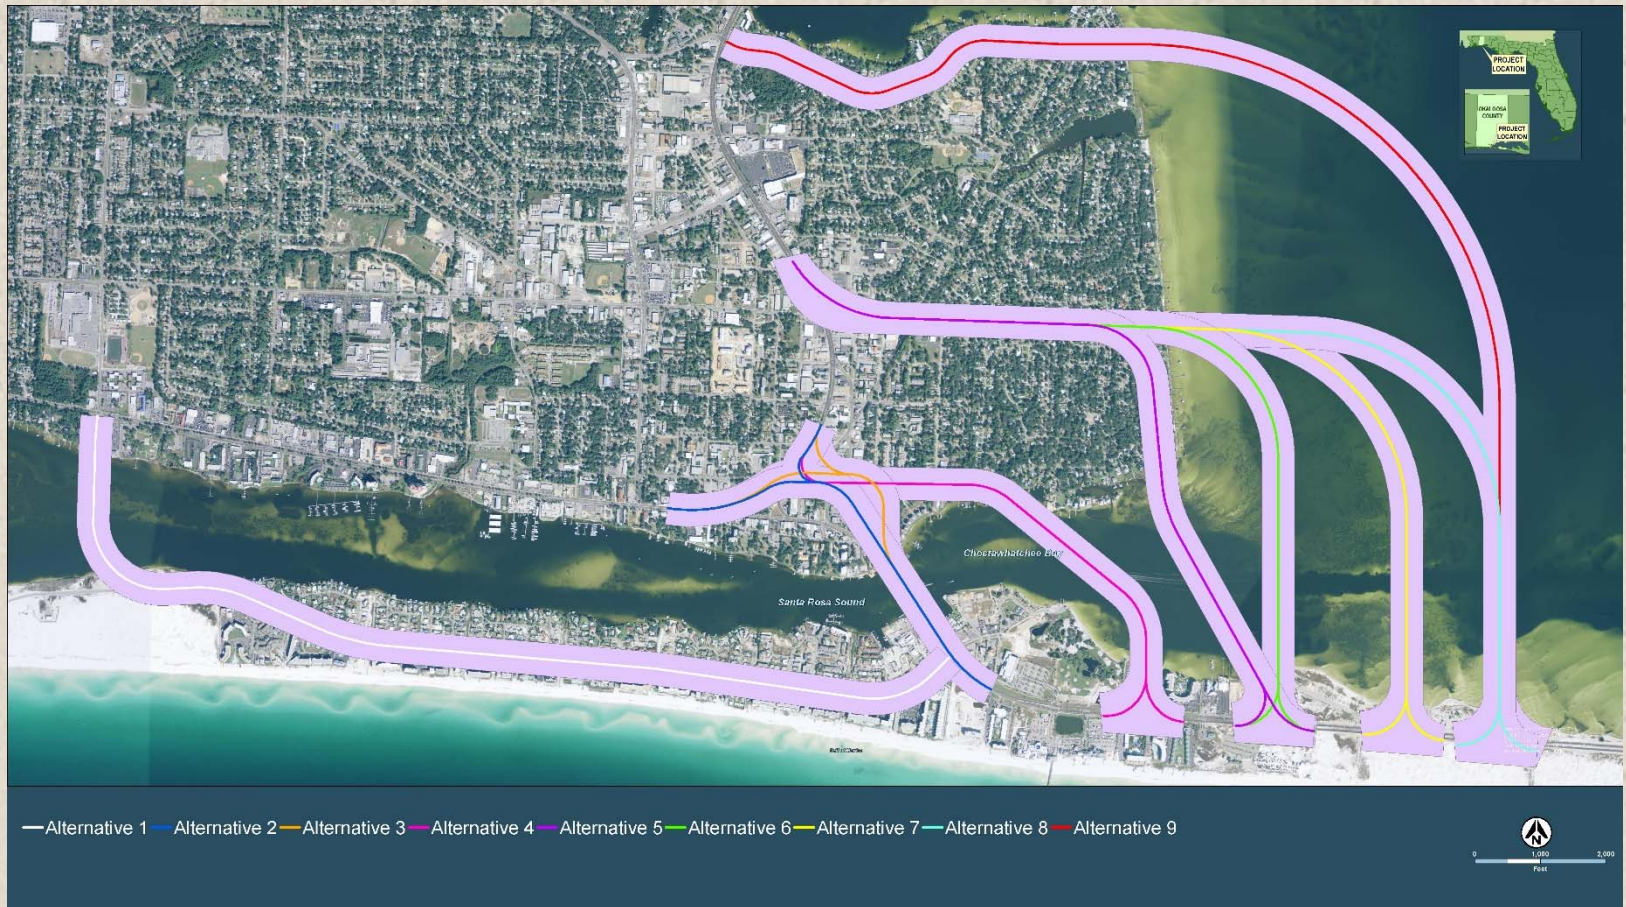 PROJECT
LOCATION
OKALOOSA
COUNTY
PROJECT
LOCATION
Choctawhatchee Bay
Santa Rosa Sound
Alternative 1
Alternative 2
Alternative 3
Alternative 4
Alternative 5
Alternative 6
Alternative 7
Alternative 8
Alternative 9
N
0 1,000 2,000
Feet